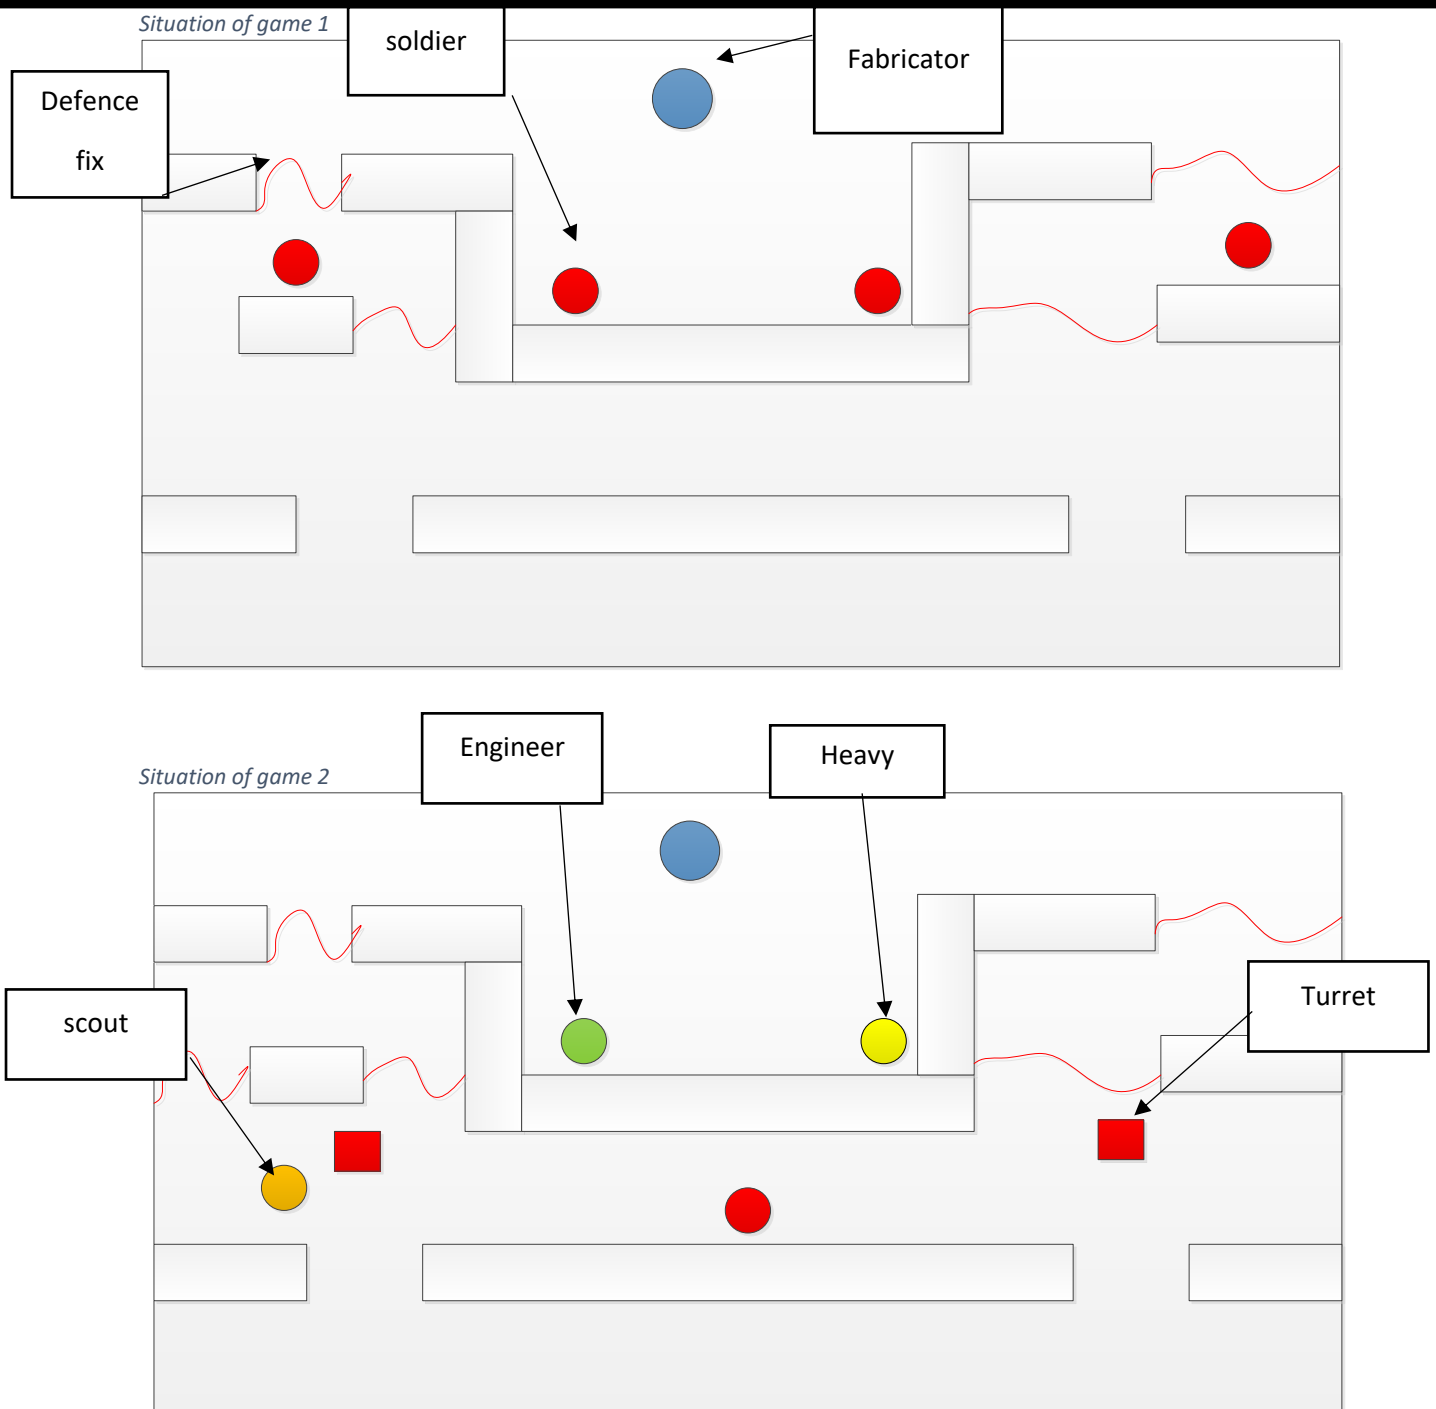 Situation of game 1
soldier
Fabricator
Defence
fix
Engineer
Heavy
Situation of game 2
scout
Turret